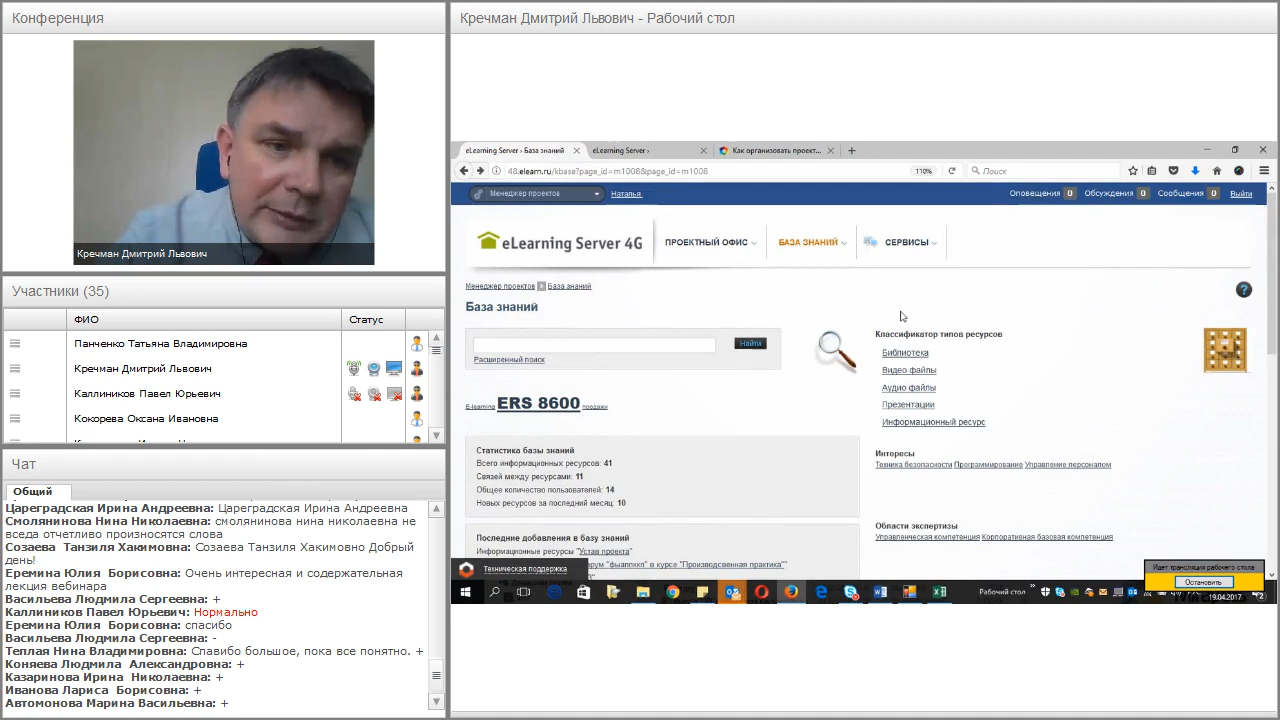 Конференция
Кречман Дмитрий Львович
Участники (35)
ФИО
Статус
Панченко Татьяна Владимировна
Кречман Дмитрий Львович
Каллиников Павел Юрьевич
Кокорева Оксана Ивановна
Чат
Общий
Цареградская Ирина Андреевна: Цареградская Ирина Андреевна
Смолянинова Нина Николаевна: смолянинова нина николаевна не
вседа отчетливо произносятся слова
Созаева Танзиля Хакимовна: Созаева Танзиля Хакимовно Добрый
день!
Еремина Юлия Борисовна: Очень интересная и содержательная
лекция вебинара
Васильева Людмила Сергеевна: +
Каллиников Павел Юрьевич: Нормально
Еремина Юлия Борисовна: спасибо
Васильева Людмила Сергеевна: -
Теплая Нина Владимировна: Спавибо большое, пока все понятно. +
Коняева Людмила Александровна: +
Казаринова Ирина Николаевна: +
Иванова Лариса Борисовна: +
Автомонова Марина Васильевна: +
Кречман Дмитрий Львович - Рабочий стол
eLearning Server › База знаний
eLearning Server ›
Как организовать проект...
48.elearn.ru/kbase?page_id=m1008&page_id=m1008
110%
Поиск
Менеджер проектов
Наталья
Оповещения 0
Обсуждения 0
Сообщения 0
Выйти
eLearning Server 4G
ПРОЕКТНЫЙ ОФИС
БАЗА ЗНАНИЙ
СЕРВИСЫ
Менеджер проектов База знаний
База знаний
Найти
Расширенный поиск
E-learning ERS 8600 продажи
Классификатор типов ресурсов
Библиотека
Видео файлы
Аудио файлы
Презентации
Информационный ресурс
Статистика базы знаний
Всего информационных ресурсов: 41
Связей между ресурсами: 11
Общее количество пользователей: 14
Новых ресурсов за последний месяц: 10
Интересы
Техника безопасности Программирование Управление персоналом
Области экспертизы
Управленческая компетенция Корпоративная базовая компетенция
Последние добавления в базу знаний
Информационные ресурсы "Устав проекта"
Техническая поддержка
Идет трансляция рабочего стола
Остановить
Рабочий стол
19.04.2017